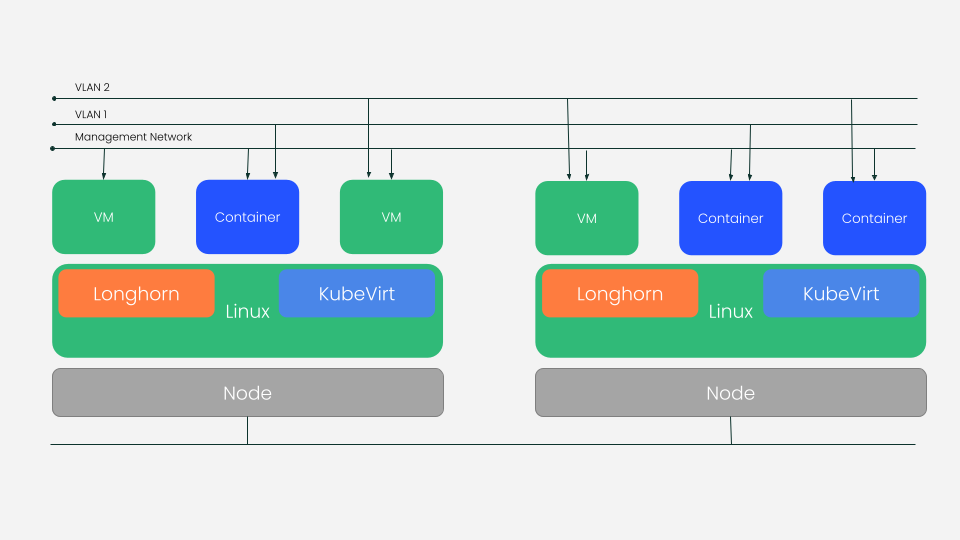 VLAN 2
VLAN 1
Management Network
VM
Container
VM
VM
Container
Container
Longhorn
Linux
KubeVirt
Longhorn
Linux
KubeVirt
Node
Node